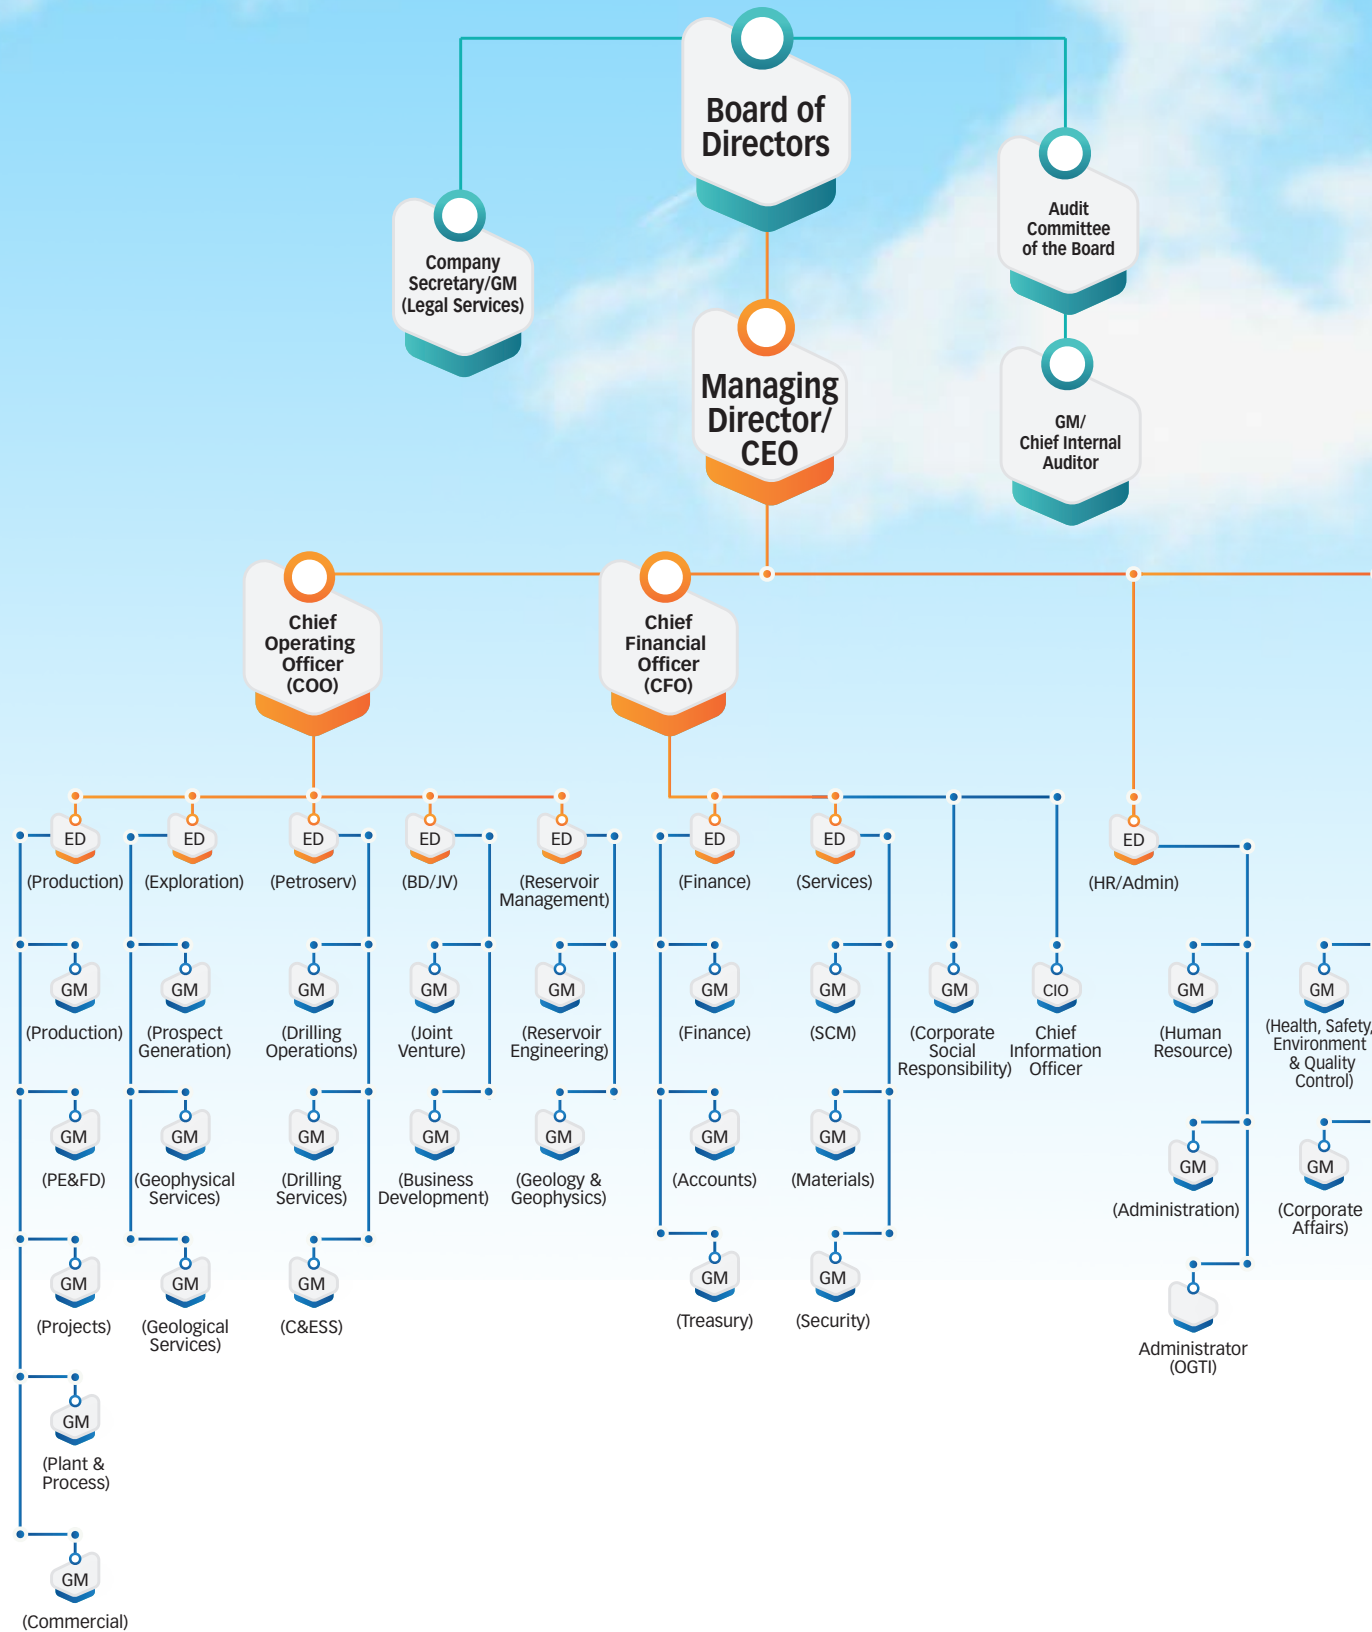 Board of
Directors
Audit
Committee
of the Board
Company
Secretary/GM
(Legal Services)
Managing
Director/
CEO
GM/
Chief Internal
Auditor
Chief
Operating
Officer
(COO)
Chief
Financial
Officer
(CFO)
ED
(Production)
ED
(Exploration)
ED
(Petroserv)
ED
(BD/JV)
ED
(Reservoir
Management)
ED
(Finance)
ED
(Services)
ED
(HR/Admin)
GM
(Production)
GM
(Prospect
Generation)
GM
(Drilling
Operations)
GM
(Joint
Venture)
GM
(Reservoir
Engineering)
GM
(Finance)
GM
(SCM)
GM
(Corporate
Social
Responsibility)
CIO
Chief
Information
Officer
GM
(Human
Resource)
GM
(Health, Safety,
Environment
& Quality
Control)
GM
(PE&FD)
GM
(Geophysical
Services)
GM
(Drilling
Services)
GM
(Business
Development)
GM
(Geology &
Geophysics)
GM
(Accounts)
GM
(Materials)
GM
(Administration)
GM
(Corporate
Affairs)
GM
(Projects)
GM
(Geological
Services)
GM
(C&ESS)
GM
(Treasury)
GM
(Security)
Administrator
(OGTI)
GM
(Plant &
Process)
GM
(Commercial)